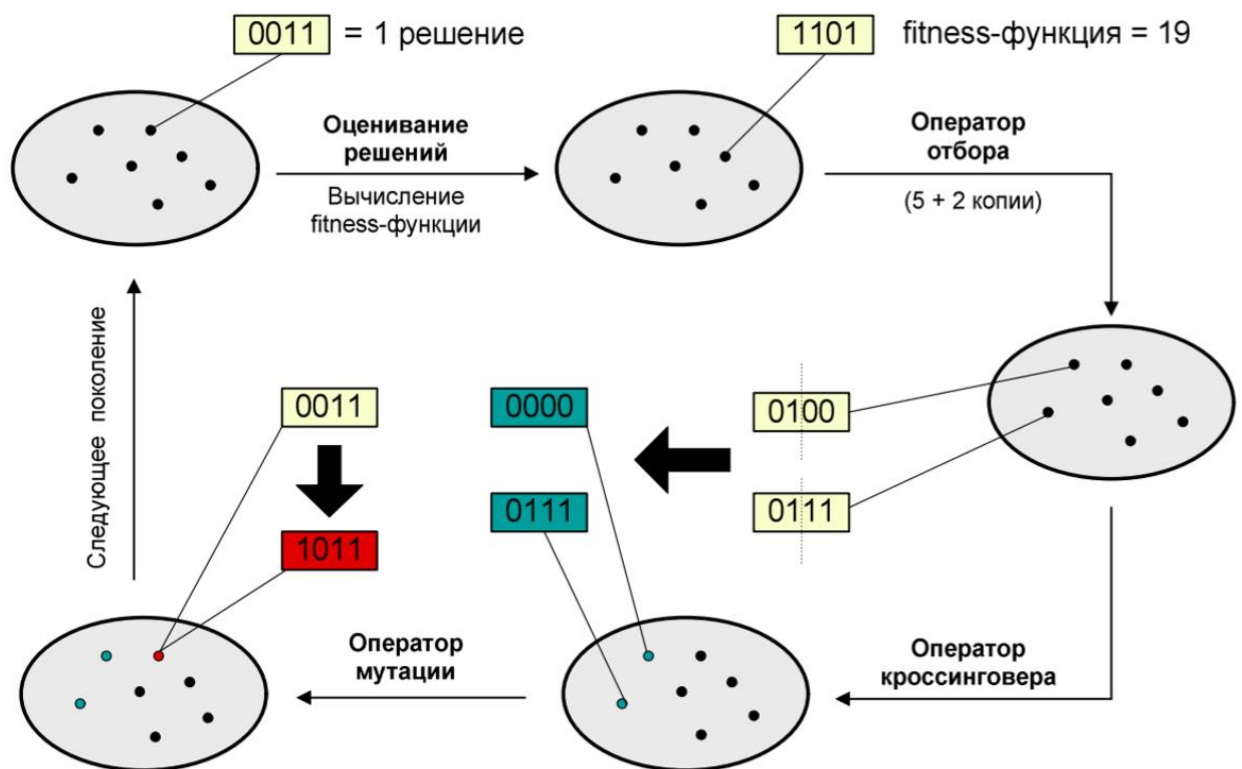 0011 = 1 решение
1101 fitness-функция = 19
Оценивание
решений
Вычисление
fitness-функции
Оператор
отбора
(5 + 2 копии)
Следующее поколение
0011
1011
0000
0111
0100
0111
Оператор
мутации
Оператор
кроссинговера